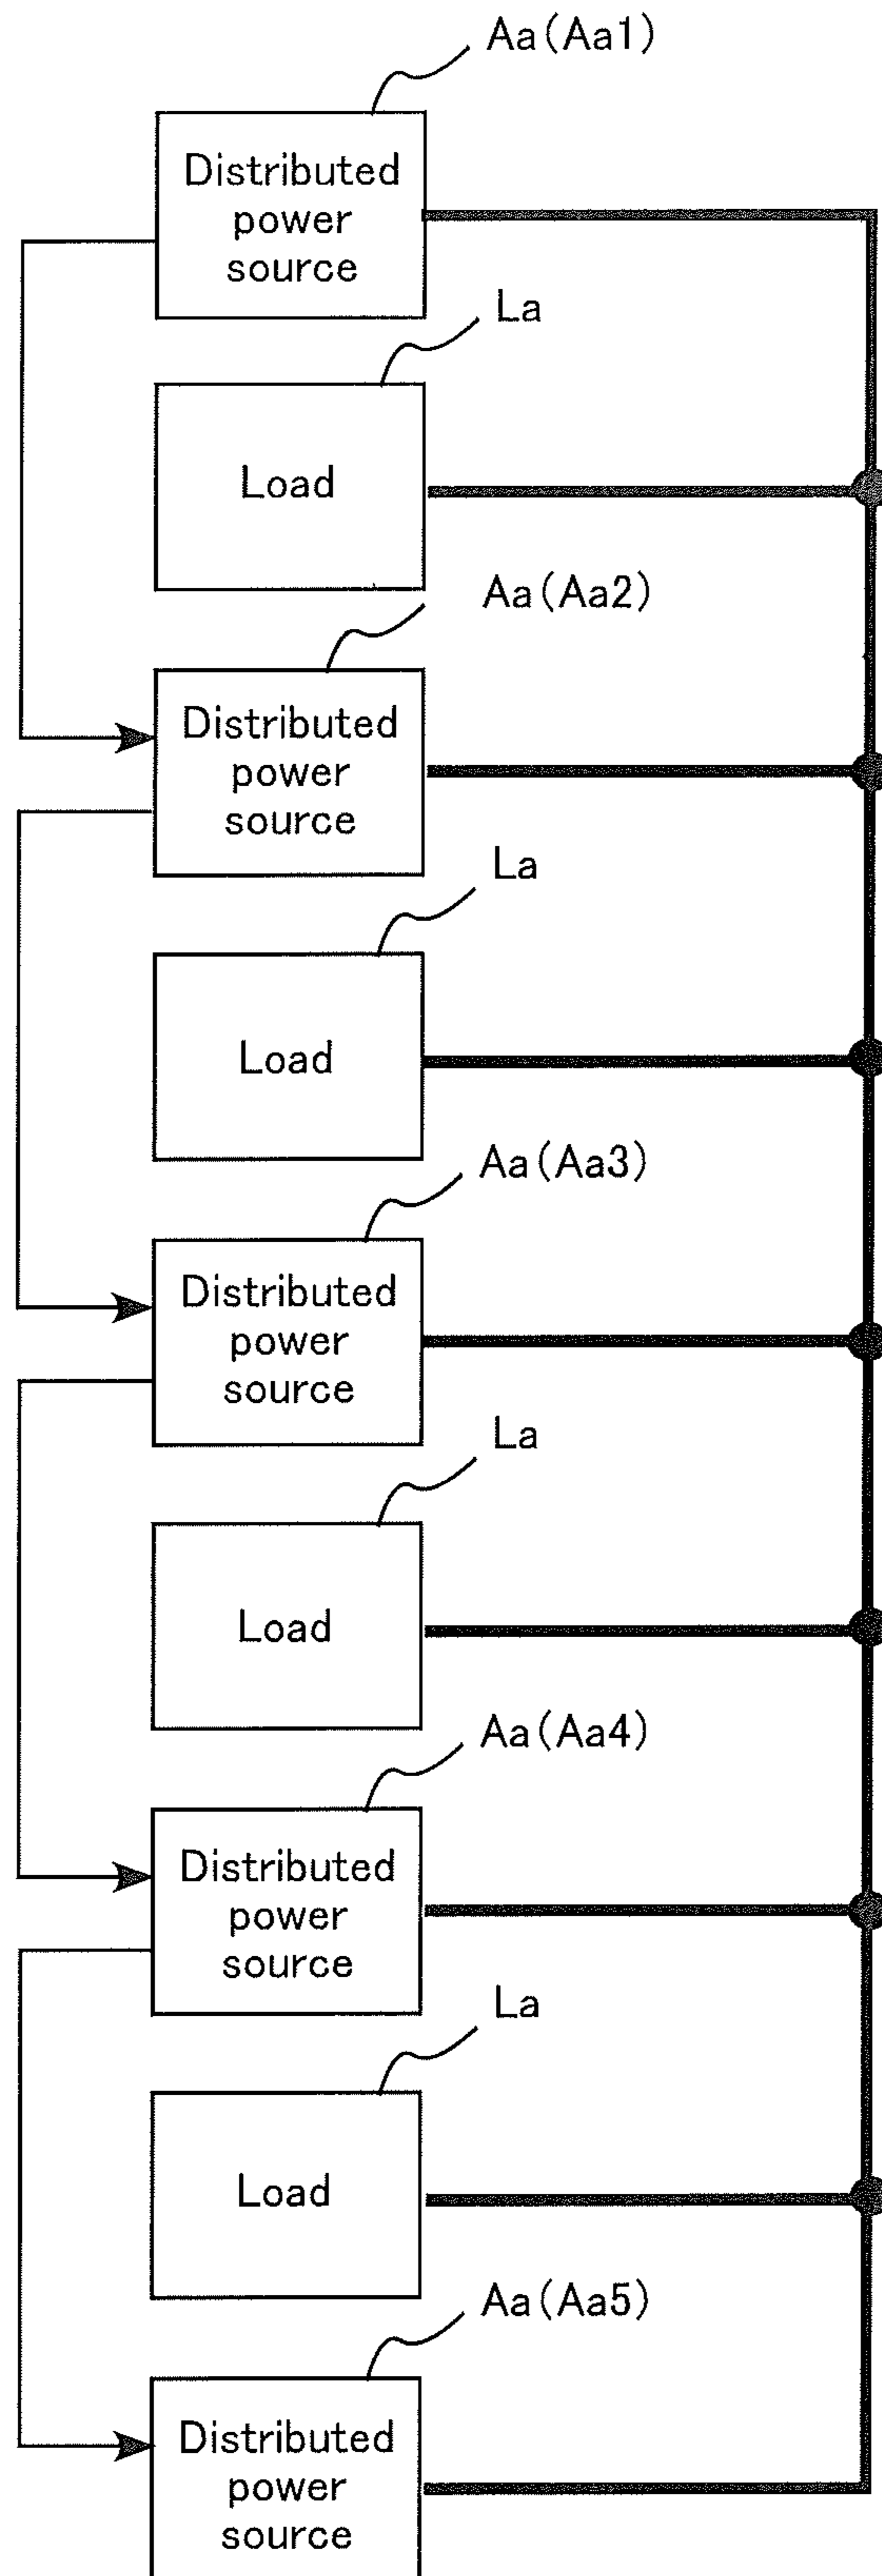 Aa(Aa1)
Distributed
power
source
La
Load
Aa(Aa2)
Distributed
power
source
La
Load
Aa(Aa3)
Distributed
power
source
La
Load
Aa(Aa4)
Distributed
power
source
La
Load
Aa(Aa5)
Distributed
power
source